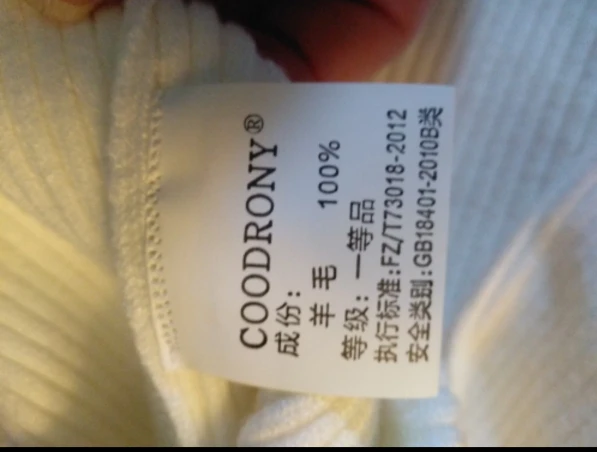 COODRONY®
成份:
羊毛 100%
等级: 一等品
执行标准:FZ/T73018-2012
安全类别:GB18401-2010B类